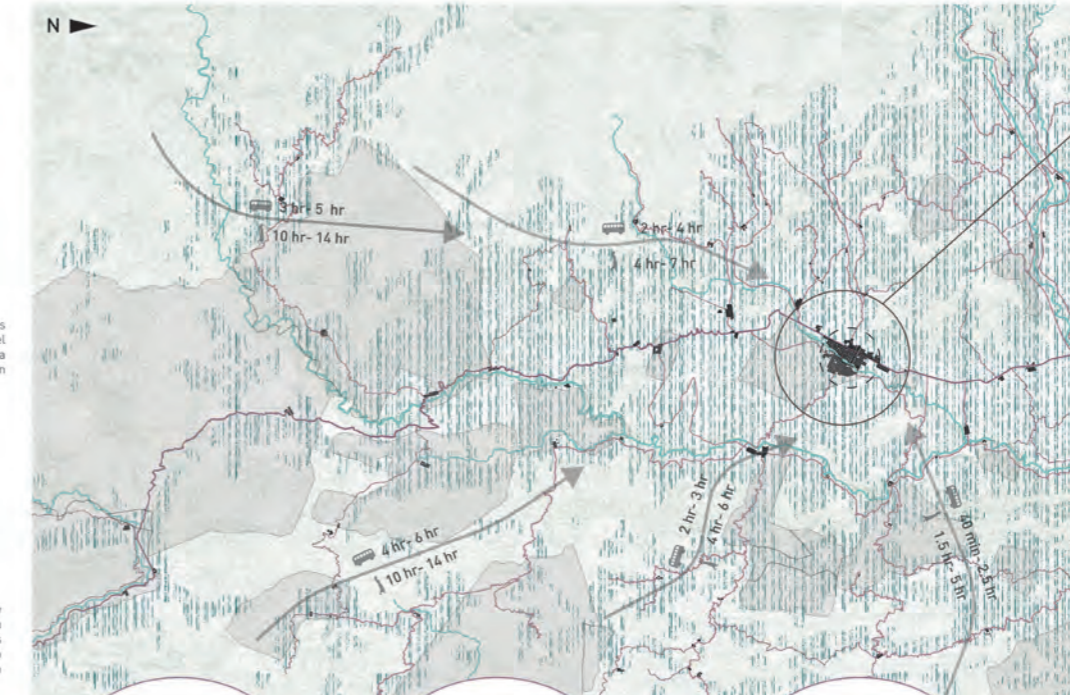 N
3 hr- 5 hr
10 hr- 14 hr
2 hr- 4 hr
4 hr- 7 hr
s
el
a
n
2 hr- 3 hr
4 hr- 6 hr
40 min- 2.5 hr
1.5 hr- 5 hr
4 hr- 6 hr
10 hr- 14 hr